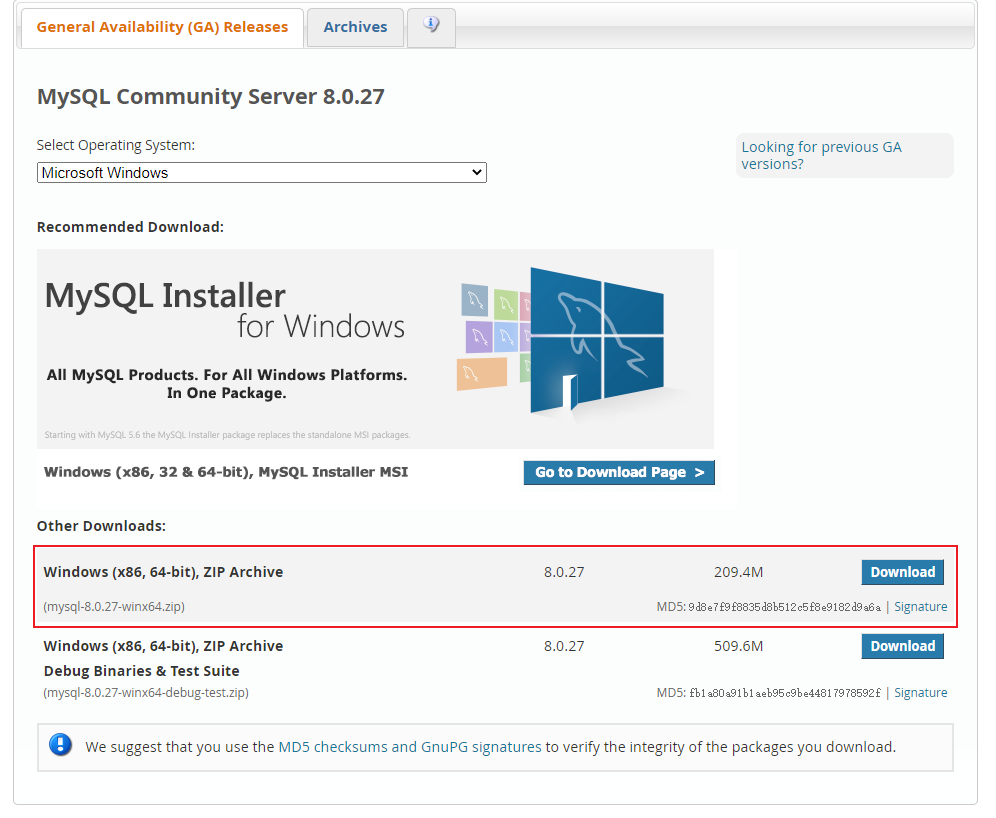 General Availability (GA) Releases
Archives
MySQL Community Server 8.0.27
Select Operating System:
Microsoft Windows
Looking for previous GA
versions?
Recommended Download:
MySQL Installer
for Windows
All MySQL Products. For All Windows Platforms.
In One Package.
Starting with MySQL 5.6 the MySQL Installer package replaces the standalone MSI packages.
Windows (x86, 32 & 64-bit), MySQL Installer MSI
Go to Download Page >
Other Downloads:
Windows (x86, 64-bit), ZIP Archive 8.0.27 209.4M Download
(mysql-8.0.27-winx64.zip) MD5: 9d8e7f9f8835d8b512c5f8e9182d9a6a | Signature
Windows (x86, 64-bit), ZIP Archive 8.0.27 509.6M Download
Debug Binaries & Test Suite
(mysql-8.0.27-winx64-debug-test.zip) MD5: fb1a80a91b1aeb95c9be44817978592f | Signature
We suggest that you use the MD5 checksums and GnuPG signatures to verify the integrity of the packages you download.